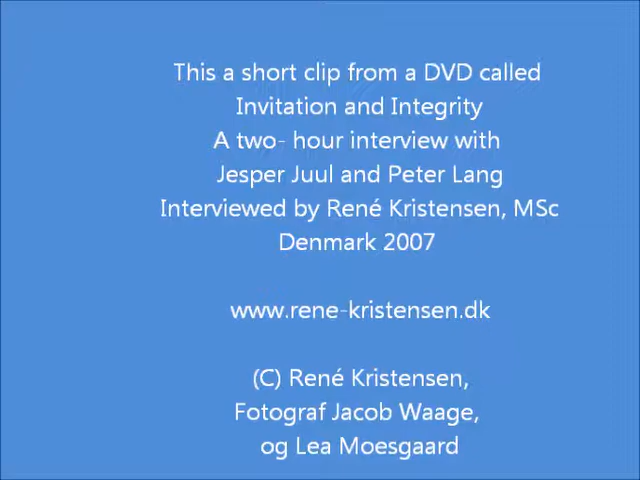 This a short clip from a DVD called
Invitation and Integrity
A two- hour interview with
Jesper Juul and Peter Lang
Interviewed by René Kristensen, MSc
Denmark 2007
www.rene-kristensen.dk
(C) René Kristensen,
Fotograf Jacob Waage,
og Lea Moesgaard